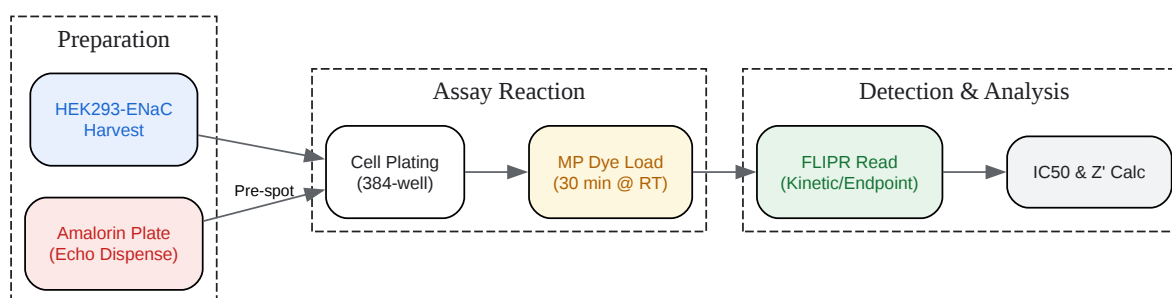 Preparation
HEK293-ENaC
Harvest
Amalorin Plate
(Echo Dispense)
Pre-spot
Assay Reaction
Cell Plating
(384-well)
MP Dye Load
(30 min @ RT)
Detection & Analysis
FLIPR Read
(Kinetic/Endpoint)
IC50 & Z' Calc